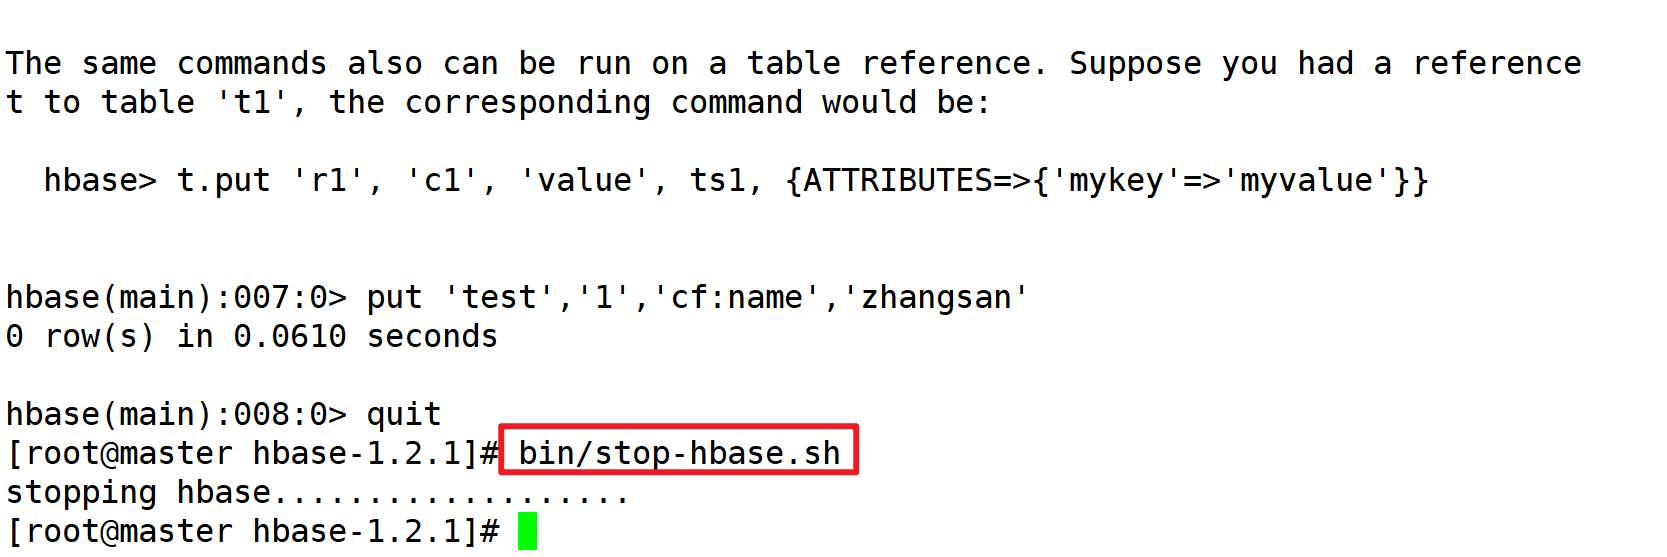 The same commands also can be run on a table reference. Suppose you had a reference
t to table 't1', the corresponding command would be:
hbase> t.put 'r1', 'c1', 'value', ts1, {ATTRIBUTES=>{'mykey'=>'myvalue'}}
hbase(main):007:0> put 'test','1','cf:name','zhangsan'
0 row(s) in 0.0610 seconds
hbase(main):008:0> quit
[root@master hbase-1.2.1]# bin/stop-hbase.sh
stopping hbase...................
[root@master hbase-1.2.1]#